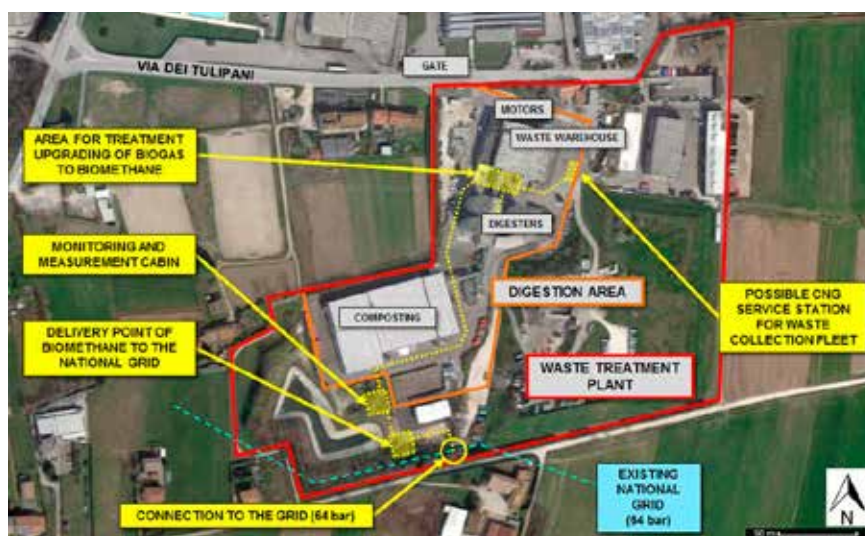 VIA DEI TULIPANI
GATE
MOTORS
WASTE WAREHOUSE
AREA FOR TREATMENT
UPGRADING OF BIOGAS
TO BIOMETHANE
DIGESTERS
MONITORING AND
MEASUREMENT CABIN
DIGESTION AREA
COMPOSTING
POSSIBLE CNG
SERVICE STATION
FOR WASTE
COLLECTION FLEET
DELIVERY POINT OF
BIOMETHANE TO THE
NATIONAL GRID
WASTE TREATMENT
PLANT
EXISTING
NATIONAL
GRID
(64 bar)
CONNECTION TO THE GRID (64 bar)
N